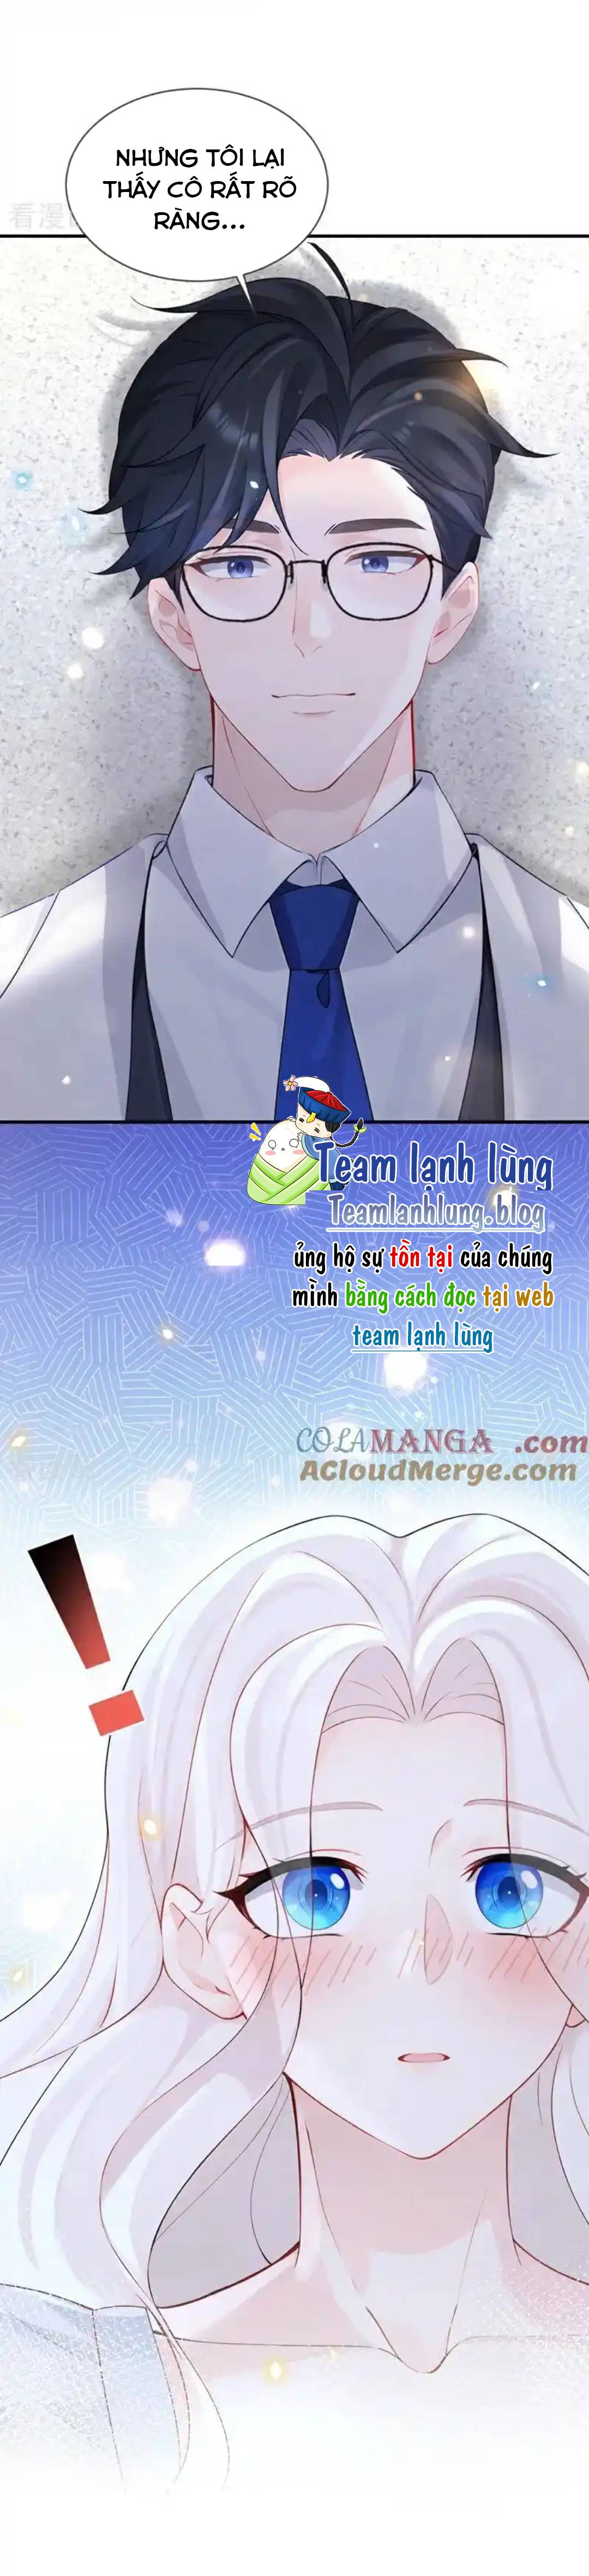 NHƯNG TÔI LẠI
THẤY CÔ RẤT RÕ
RÀNG...
看漫
Team lạnh lùng
Teamlanhlung.blog
ủng hộ sự tồn tại của chúng
mình bằng cách đọc tại web
team lạnh lùng
COLAMANGA .com
ACloudMerge.com